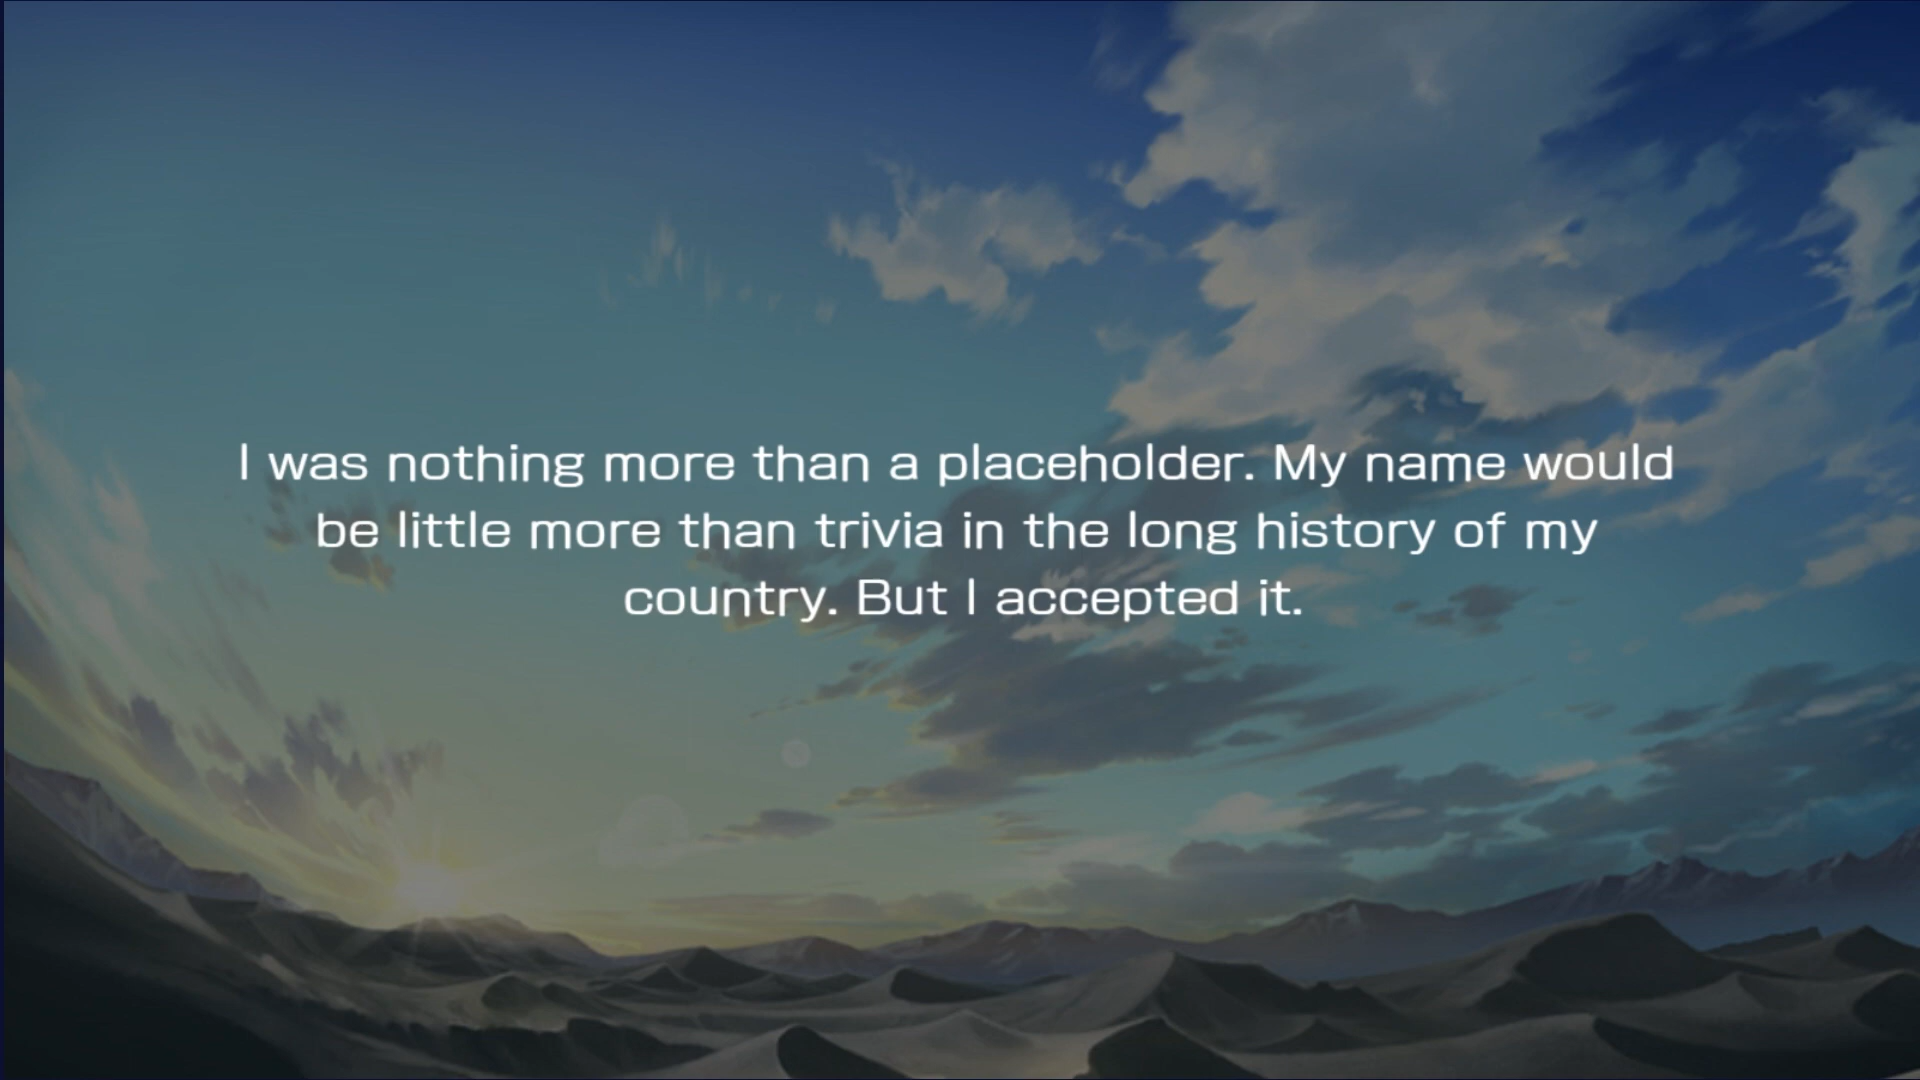 I was nothing more than a placeholder. My name would
be little more than trivia in the long history of my
country. But I accepted it.